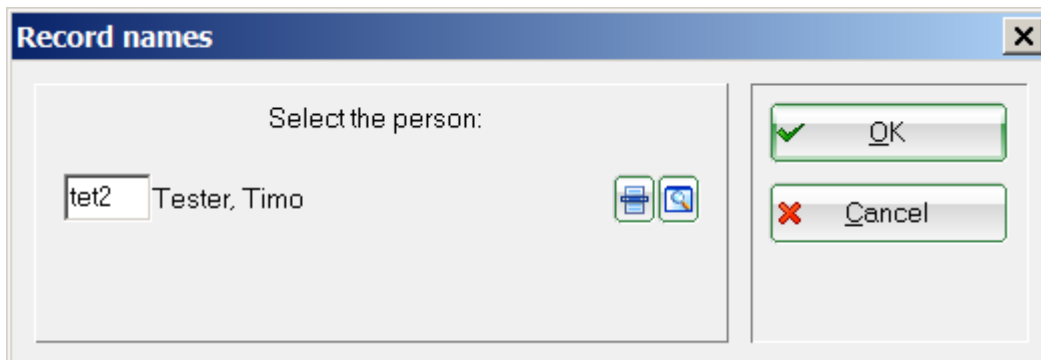 Record names
Select the person:
tet2 Tester, Timo
OK
Cancel